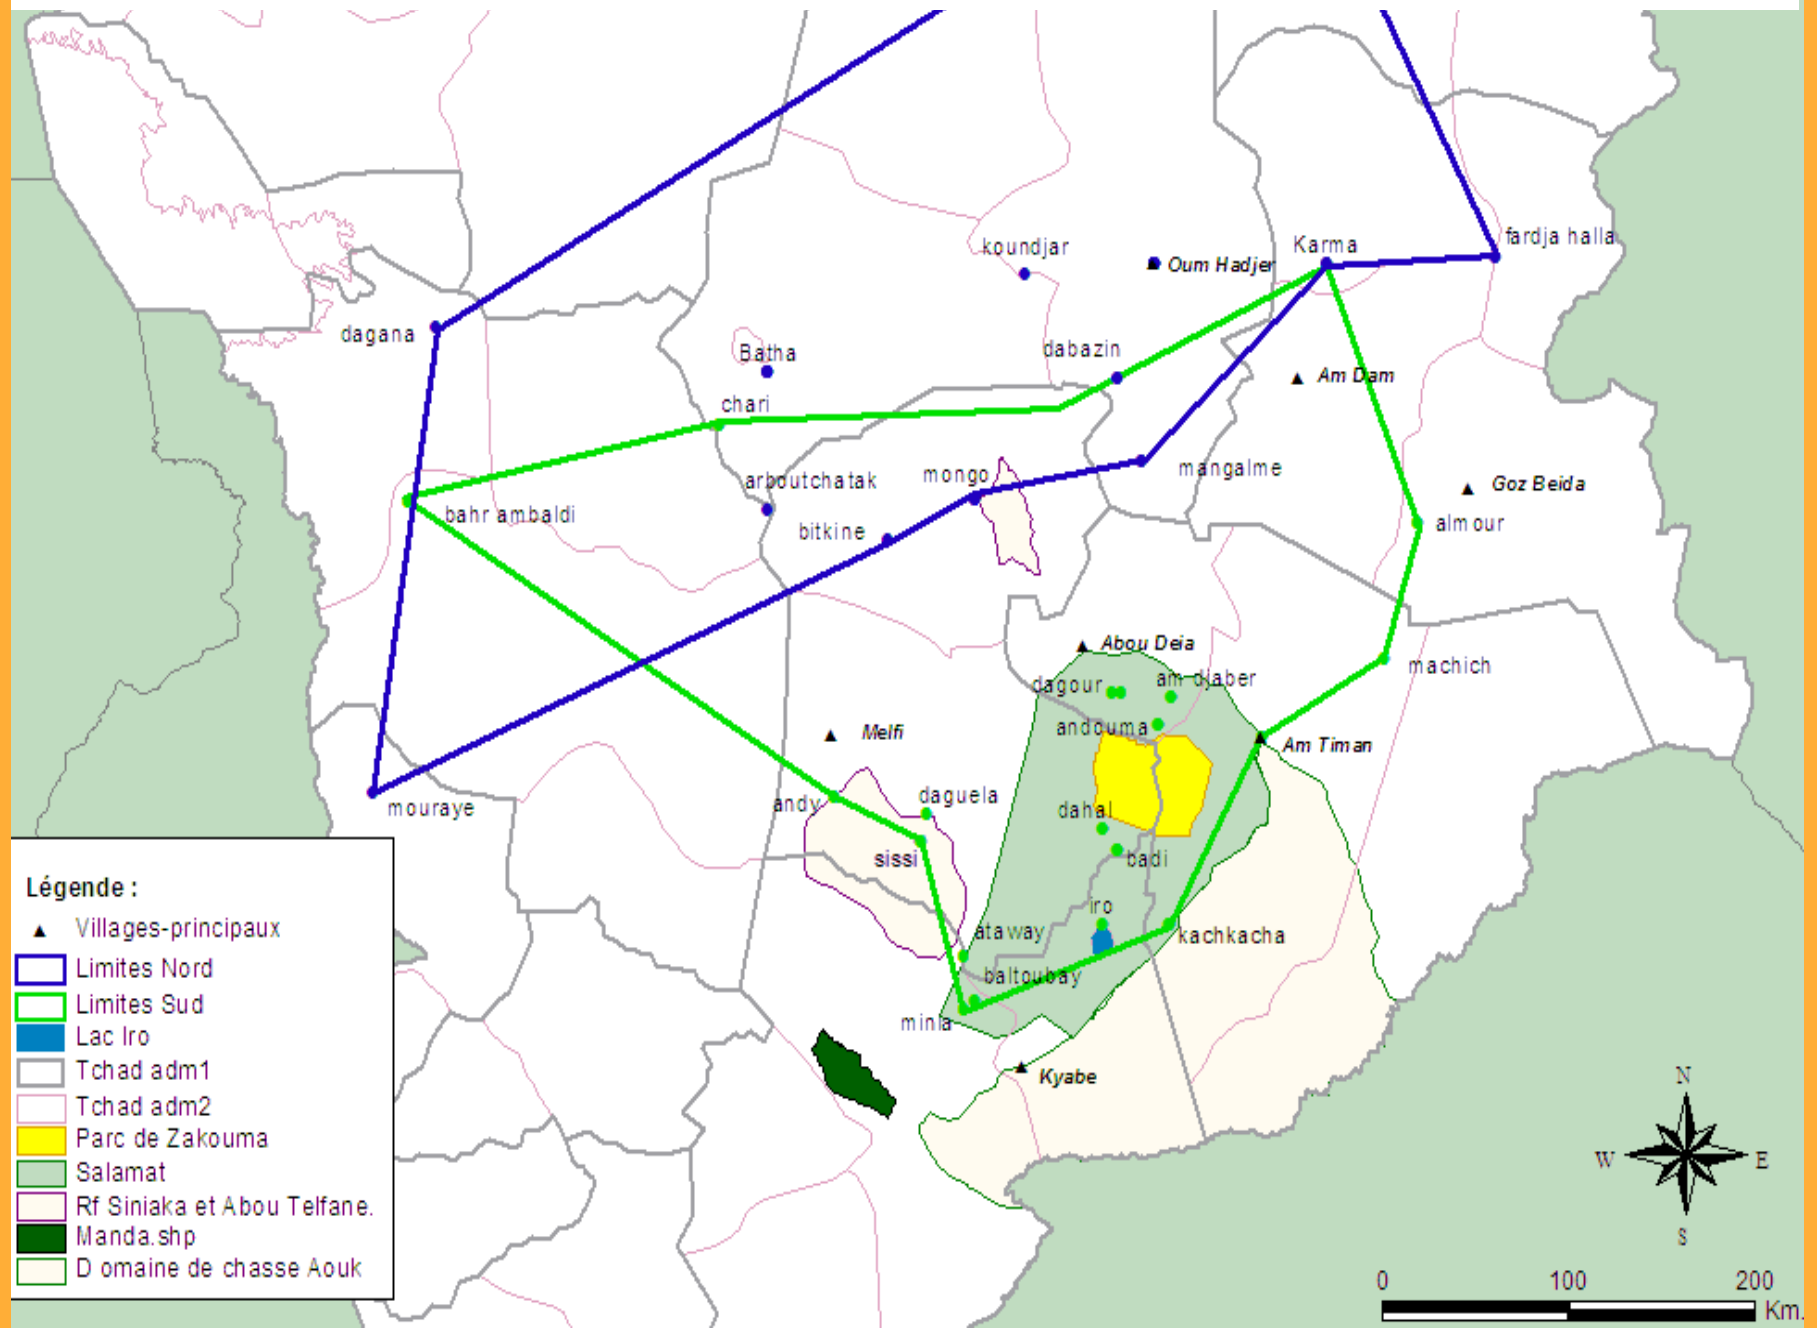 fardja halla
Karma
koundjar
Oum Hadjer
dagana
Batha
dabazin
Am Dam
chari
arboutchatak
mongo
mangalme
Goz Beida
bahr ambaldi
bitkine
almour
Abou Deia
machich
dagour
am djaber
andouma
Melfi
Am Timan
mouraye
andy
daguela
dahal
sissi
badi
iro
ataway
kachkacha
baltoubay
minla
Kyabe
Légende :
Villages-principaux
Limites Nord
Limites Sud
Lac Iro
Tchad adm1
Tchad adm2
Parc de Zakouma
Salamat
Rf Siniaka et Abou Telfane.
Manda.shp
D omaine de chasse Aouk
N
W E
S
0 100 200
Km.